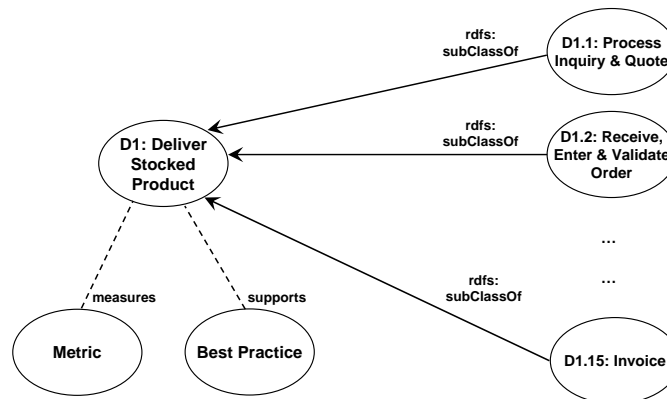 rdfs:
subClassOf
D1.1: Process
Inquiry & Quote
D1: Deliver
Stocked
Product
rdfs:
subClassOf
D1.2: Receive,
Enter & Validate
Order
...
...
rdfs:
subClassOf
measures
supports
Metric
Best Practice
D1.15: Invoice